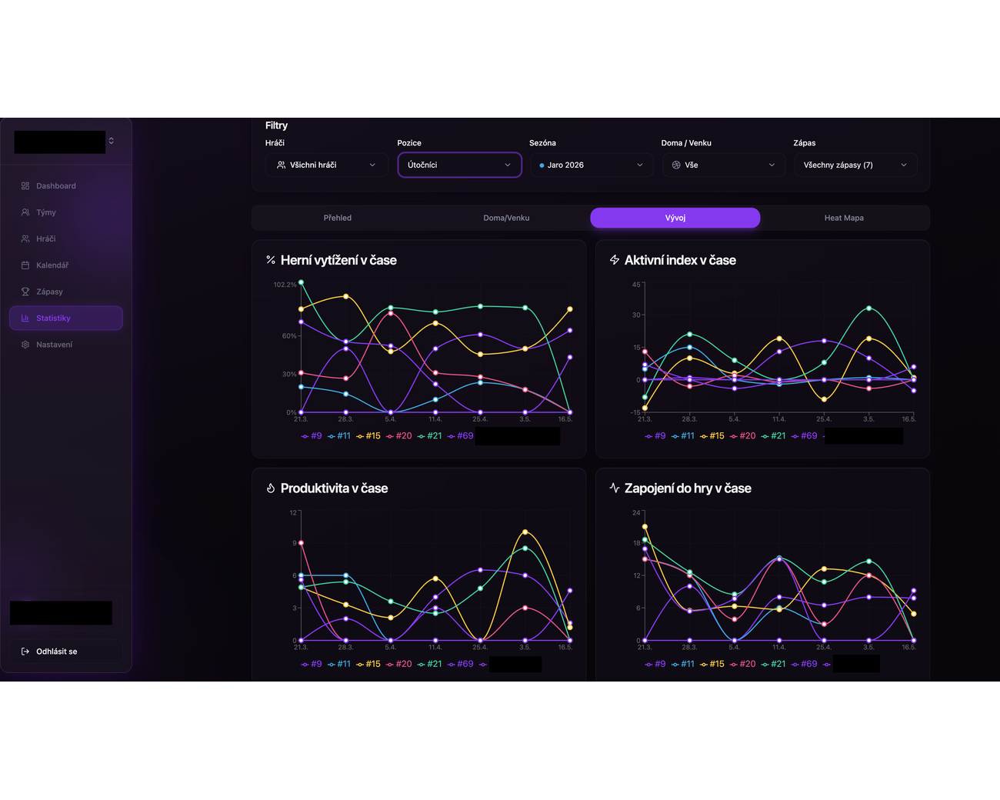 Filtry
Hráči Pozice Sezóna Doma / Venku Zápas
Všichni hráči Útočníci Jaro 2026 Vše Všechny zápasy (7)
Dashboard
Týmy
Hráči
Kalendář
Zápasy
Statistiky
Nastavení
Odhlásit se
Přehled Doma/Venku Vývoj Heat Mapa
Herní vytížení v čase
102.2%
60%
30%
0%
21.3. 28.3. 5.4. 11.4. 25.4. 3.5. 16.5.
#9 #11 #15 #20 #21 #69
Aktivní index v čase
45
30
15
0
-15
21.3. 28.3. 5.4. 11.4. 25.4. 3.5. 16.5.
#9 #11 #15 #20 #21 #69
Produktivita v čase
12
9
6
3
0
21.3. 28.3. 5.4. 11.4. 25.4. 3.5. 16.5.
#9 #11 #15 #20 #21 #69
Zapojení do hry v čase
24
18
12
6
0
21.3. 28.3. 5.4. 11.4. 25.4. 3.5. 16.5.
#9 #11 #15 #20 #21 #69